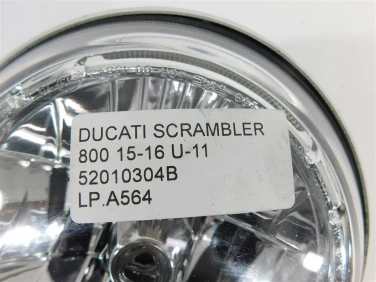 DUCATI SCRAMBLER
800 15-16 U-11
52010304B
LP.A564